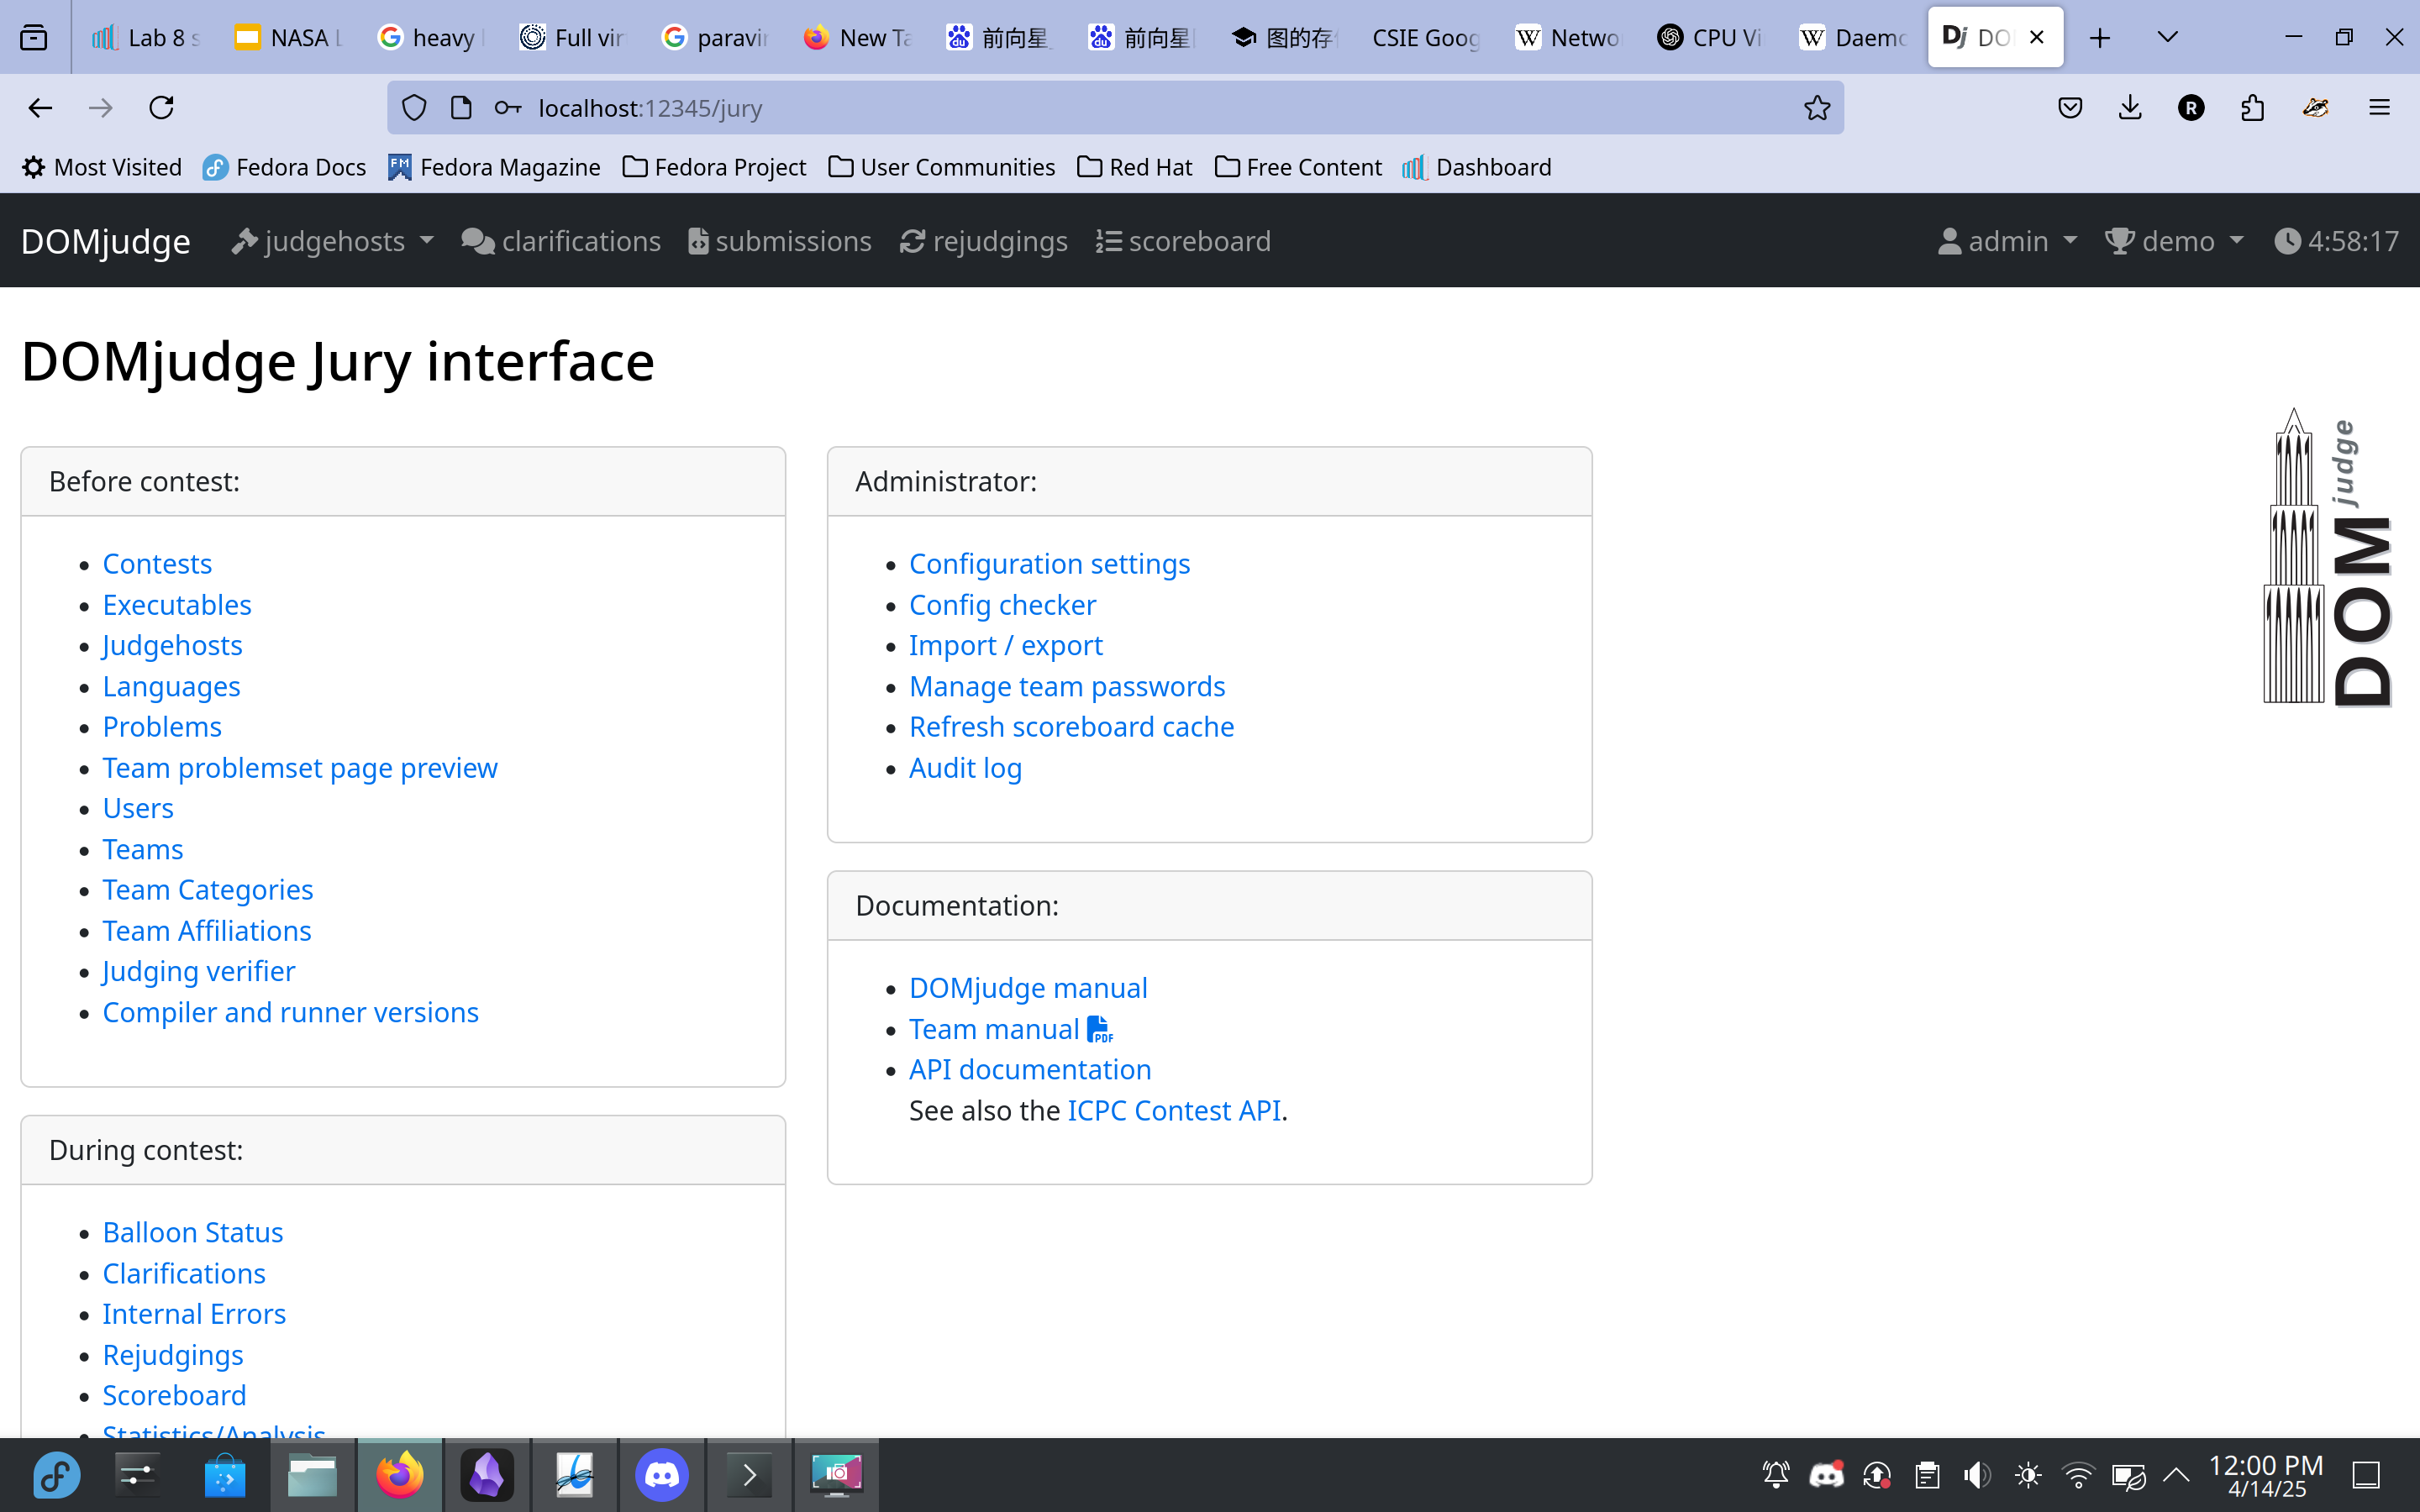 Lab 8 s
NASA L
heavy
Full vir
paravir
New Ta
前向星
前向星
图的存
CSIE Goog
Netwo
CPU Vi
Daemo
Dj DO
localhost:12345/jury
R
Most Visited
Fedora Docs
FM Fedora Magazine
Fedora Project
User Communities
Red Hat
Free Content
Dashboard
DOMjudge
judgehosts
clarifications
submissions
rejudgings
scoreboard
admin
demo
4:58:17
DOMjudge Jury interface
DOMjudge
Before contest:
Contests
Executables
Judgehosts
Languages
Problems
Team problemset page preview
Users
Teams
Team Categories
Team Affiliations
Judging verifier
Compiler and runner versions
During contest:
Balloon Status
Clarifications
Internal Errors
Rejudgings
Scoreboard
Statistics/Analysis
Administrator:
Configuration settings
Config checker
Import / export
Manage team passwords
Refresh scoreboard cache
Audit log
Documentation:
DOMjudge manual
Team manual PDF
API documentation
See also the ICPC Contest API.
12:00 PM
4/14/25